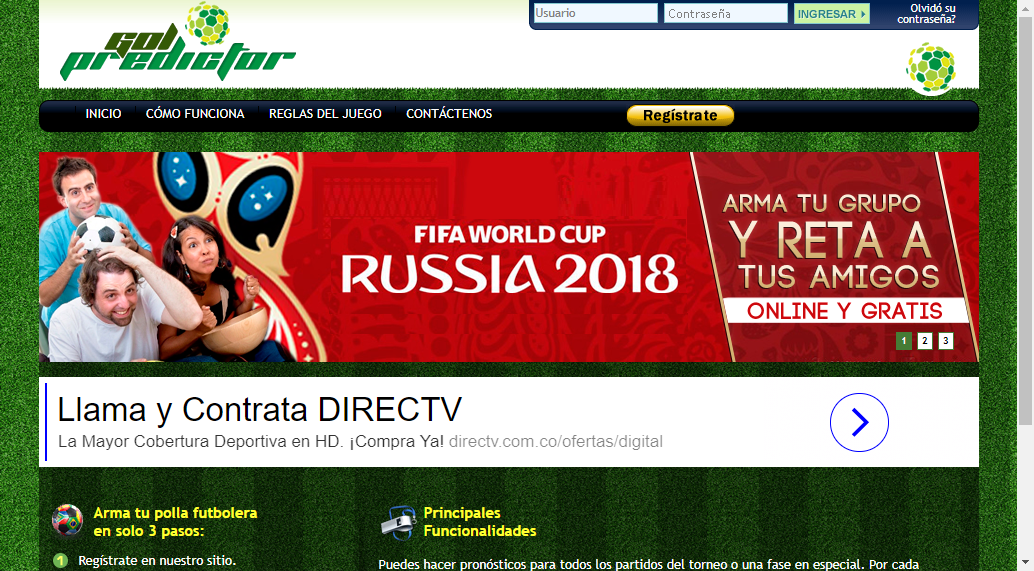 Gol
predictor
Usuario
Contraseña
INGRESAR
Olvidó su
contraseña?
INICIO
CÓMO FUNCIONA
REGLAS DEL JUEGO
CONTÁCTENOS
Regístrate
FIFA WORLD CUP
RUSSIA 2018
ARMA TU GRUPO
Y RETA A
TUS AMIGOS
ONLINE Y GRATIS
1 2 3
Llama y Contrata DIRECTV
La Mayor Cobertura Deportiva en HD. ¡Compra Ya! directv.com.co/ofertas/digital
Arma tu polla futbolera
en solo 3 pasos:
1 Regístrate en nuestro sitio.
Principales
Funcionalidades
Puedes hacer pronósticos para todos los partidos del torneo o una fase en especial. Por cada